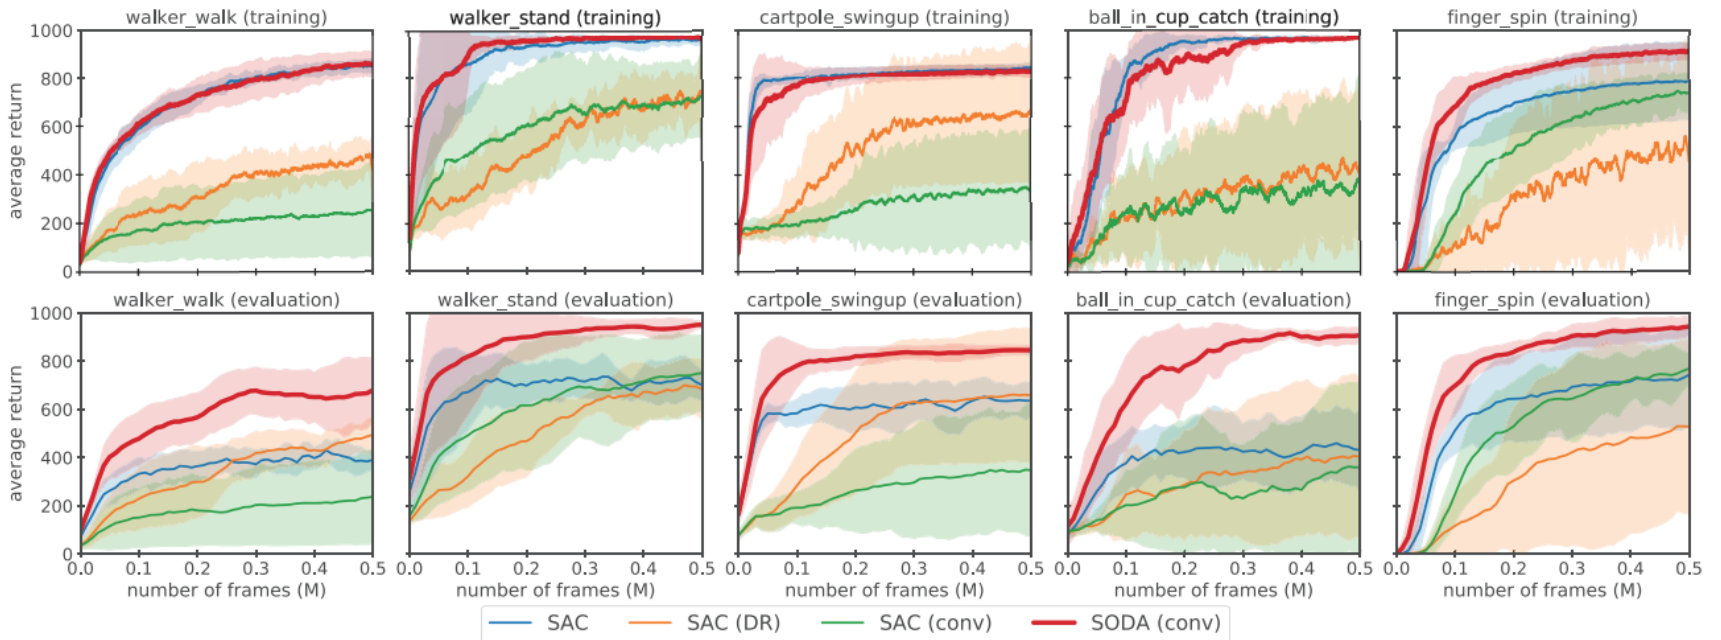 walker_walk (training) walker_stand (training) cartpole_swingup (training) ball_in_cup_catch (training) finger_spin (training)
1000
800
600
400
200
0
average return
walker_walk (evaluation) walker_stand (evaluation) cartpole_swingup (evaluation) ball_in_cup_catch (evaluation) finger_spin (evaluation)
1000
800
600
400
200
0
average return
0.0 0.1 0.2 0.3 0.4 0.5 0.0 0.1 0.2 0.3 0.4 0.5 0.0 0.1 0.2 0.3 0.4 0.5 0.0 0.1 0.2 0.3 0.4 0.5 0.0 0.1 0.2 0.3 0.4 0.5
number of frames (M) number of frames (M) number of frames (M) number of frames (M) number of frames (M)
SAC SAC (DR) SAC (conv) SODA (conv)